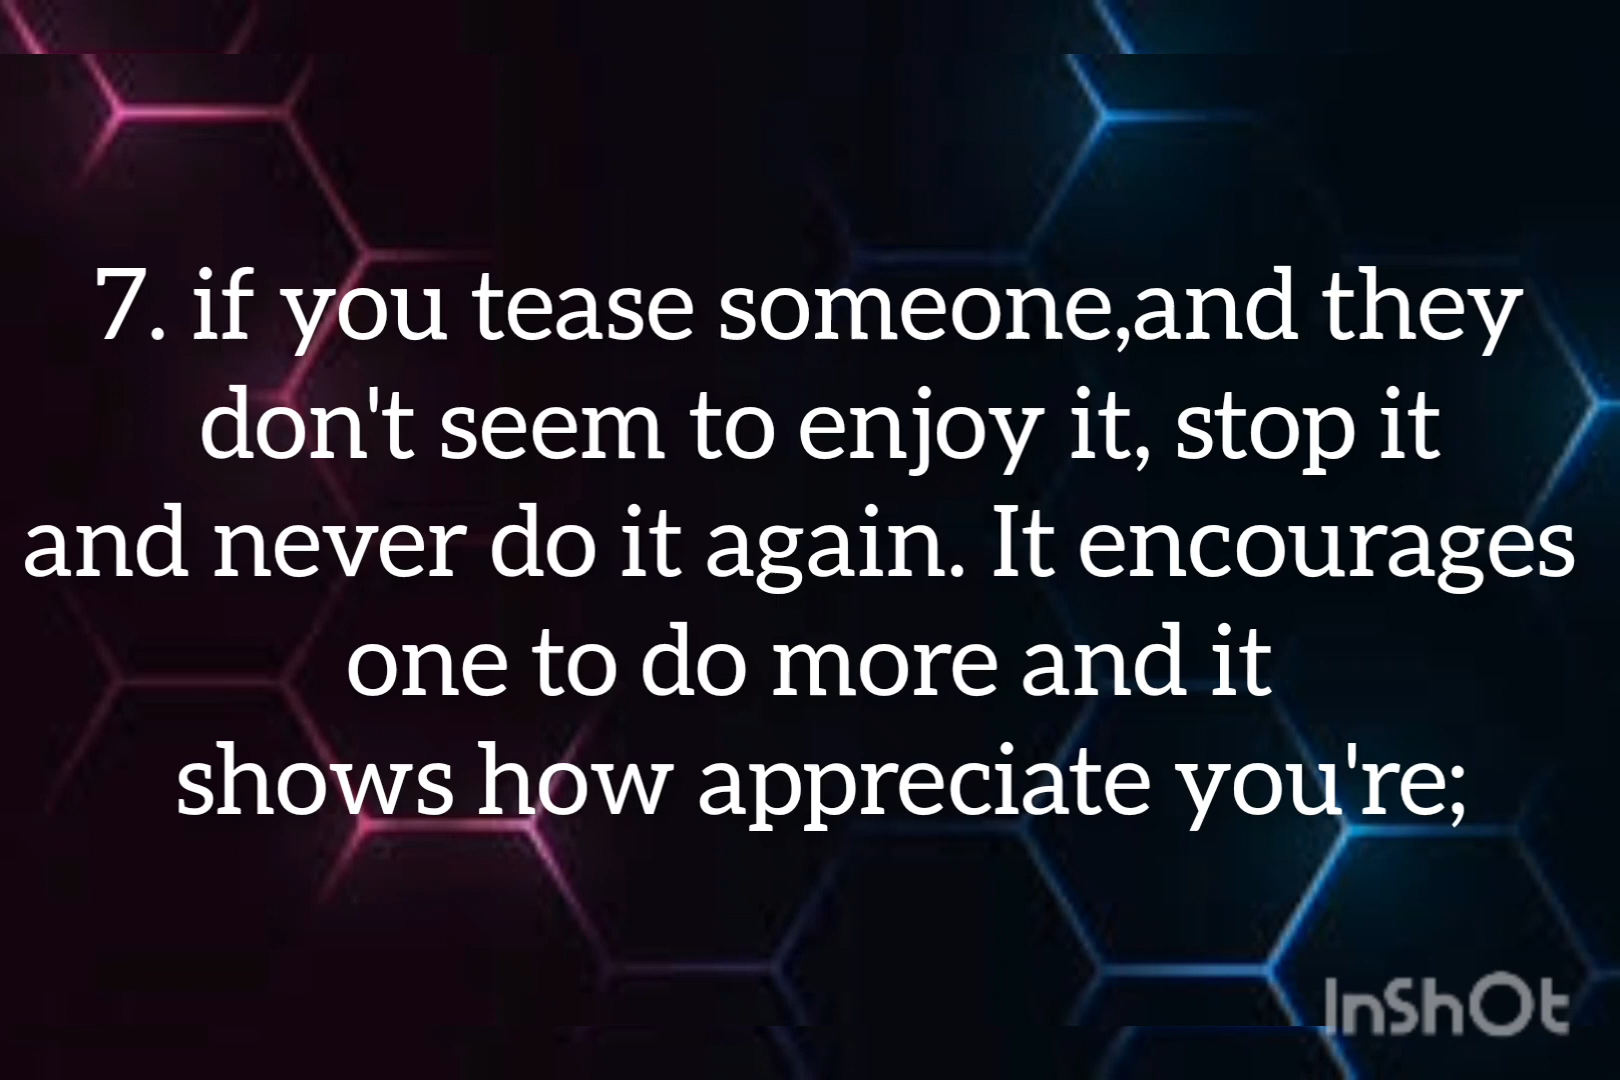 7. if you tease someone,and they
don't seem to enjoy it, stop it
and never do it again. It encourages
one to do more and it
shows how appreciate you're;
InShOt